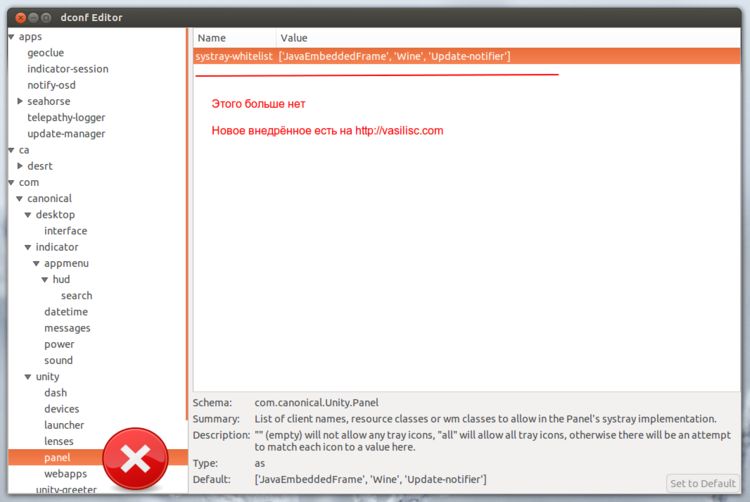 dconf Editor
apps
geoclue
indicator-session
notify-osd
seahorse
telepathy-logger
update-manager
ca
desrt
com
canonical
desktop
interface
indicator
appmenu
hud
search
datetime
messages
power
sound
unity
dash
devices
launcher
lenses
panel
webapps
unity-greeter
Name Value
systray-whitelist ['JavaEmbeddedFrame', 'Wine', 'Update-notifier']
Этого больше нет
Новое внедрённое есть на http://vasilisc.com
Schema: com.canonical.Unity.Panel
Summary: List of client names, resource classes or wm classes to allow in the Panel's systray implementation.
Description: "" (empty) will not allow any tray icons, "all" will allow all tray icons, otherwise there will be an attempt
to match each icon to a value here.
Type: as
Default: ['JavaEmbeddedFrame', 'Wine', 'Update-notifier']
Set to Default